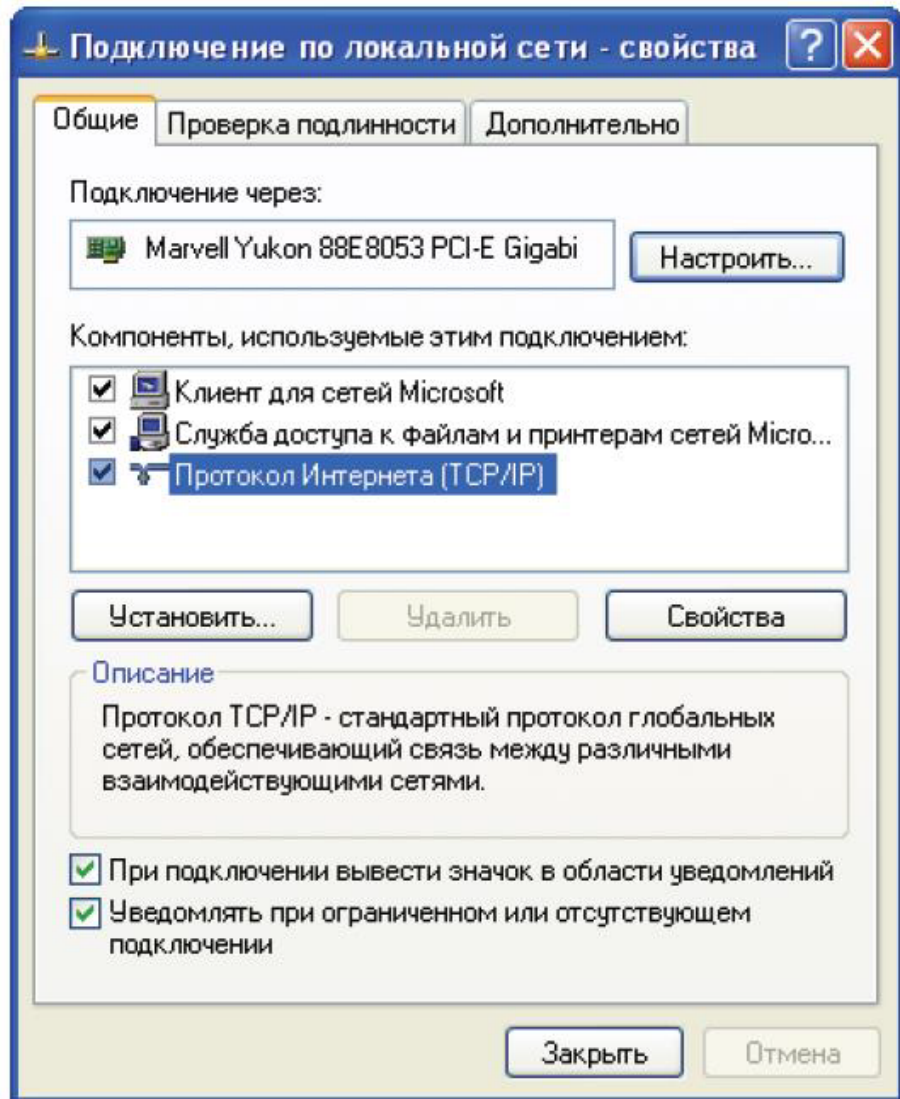 Подключение по локальной сети - свойства
Общие
Проверка подлинности
Дополнительно
Подключение через:
Marvell Yukon 88E8053 PCI-E Gigabi
Настроить...
Компоненты, используемые этим подключением:
Клиент для сетей Microsoft
Служба доступа к файлам и принтерам сетей Micro...
Протокол Интернета (TCP/IP)
Установить...
Удалить
Свойства
Описание
Протокол TCP/IP - стандартный протокол глобальных
сетей, обеспечивающий связь между различными
взаимодействующими сетями.
При подключении вывести значок в области уведомлений
Уведомлять при ограниченном или отсутствующем
подключении
Закрыть
Отмена